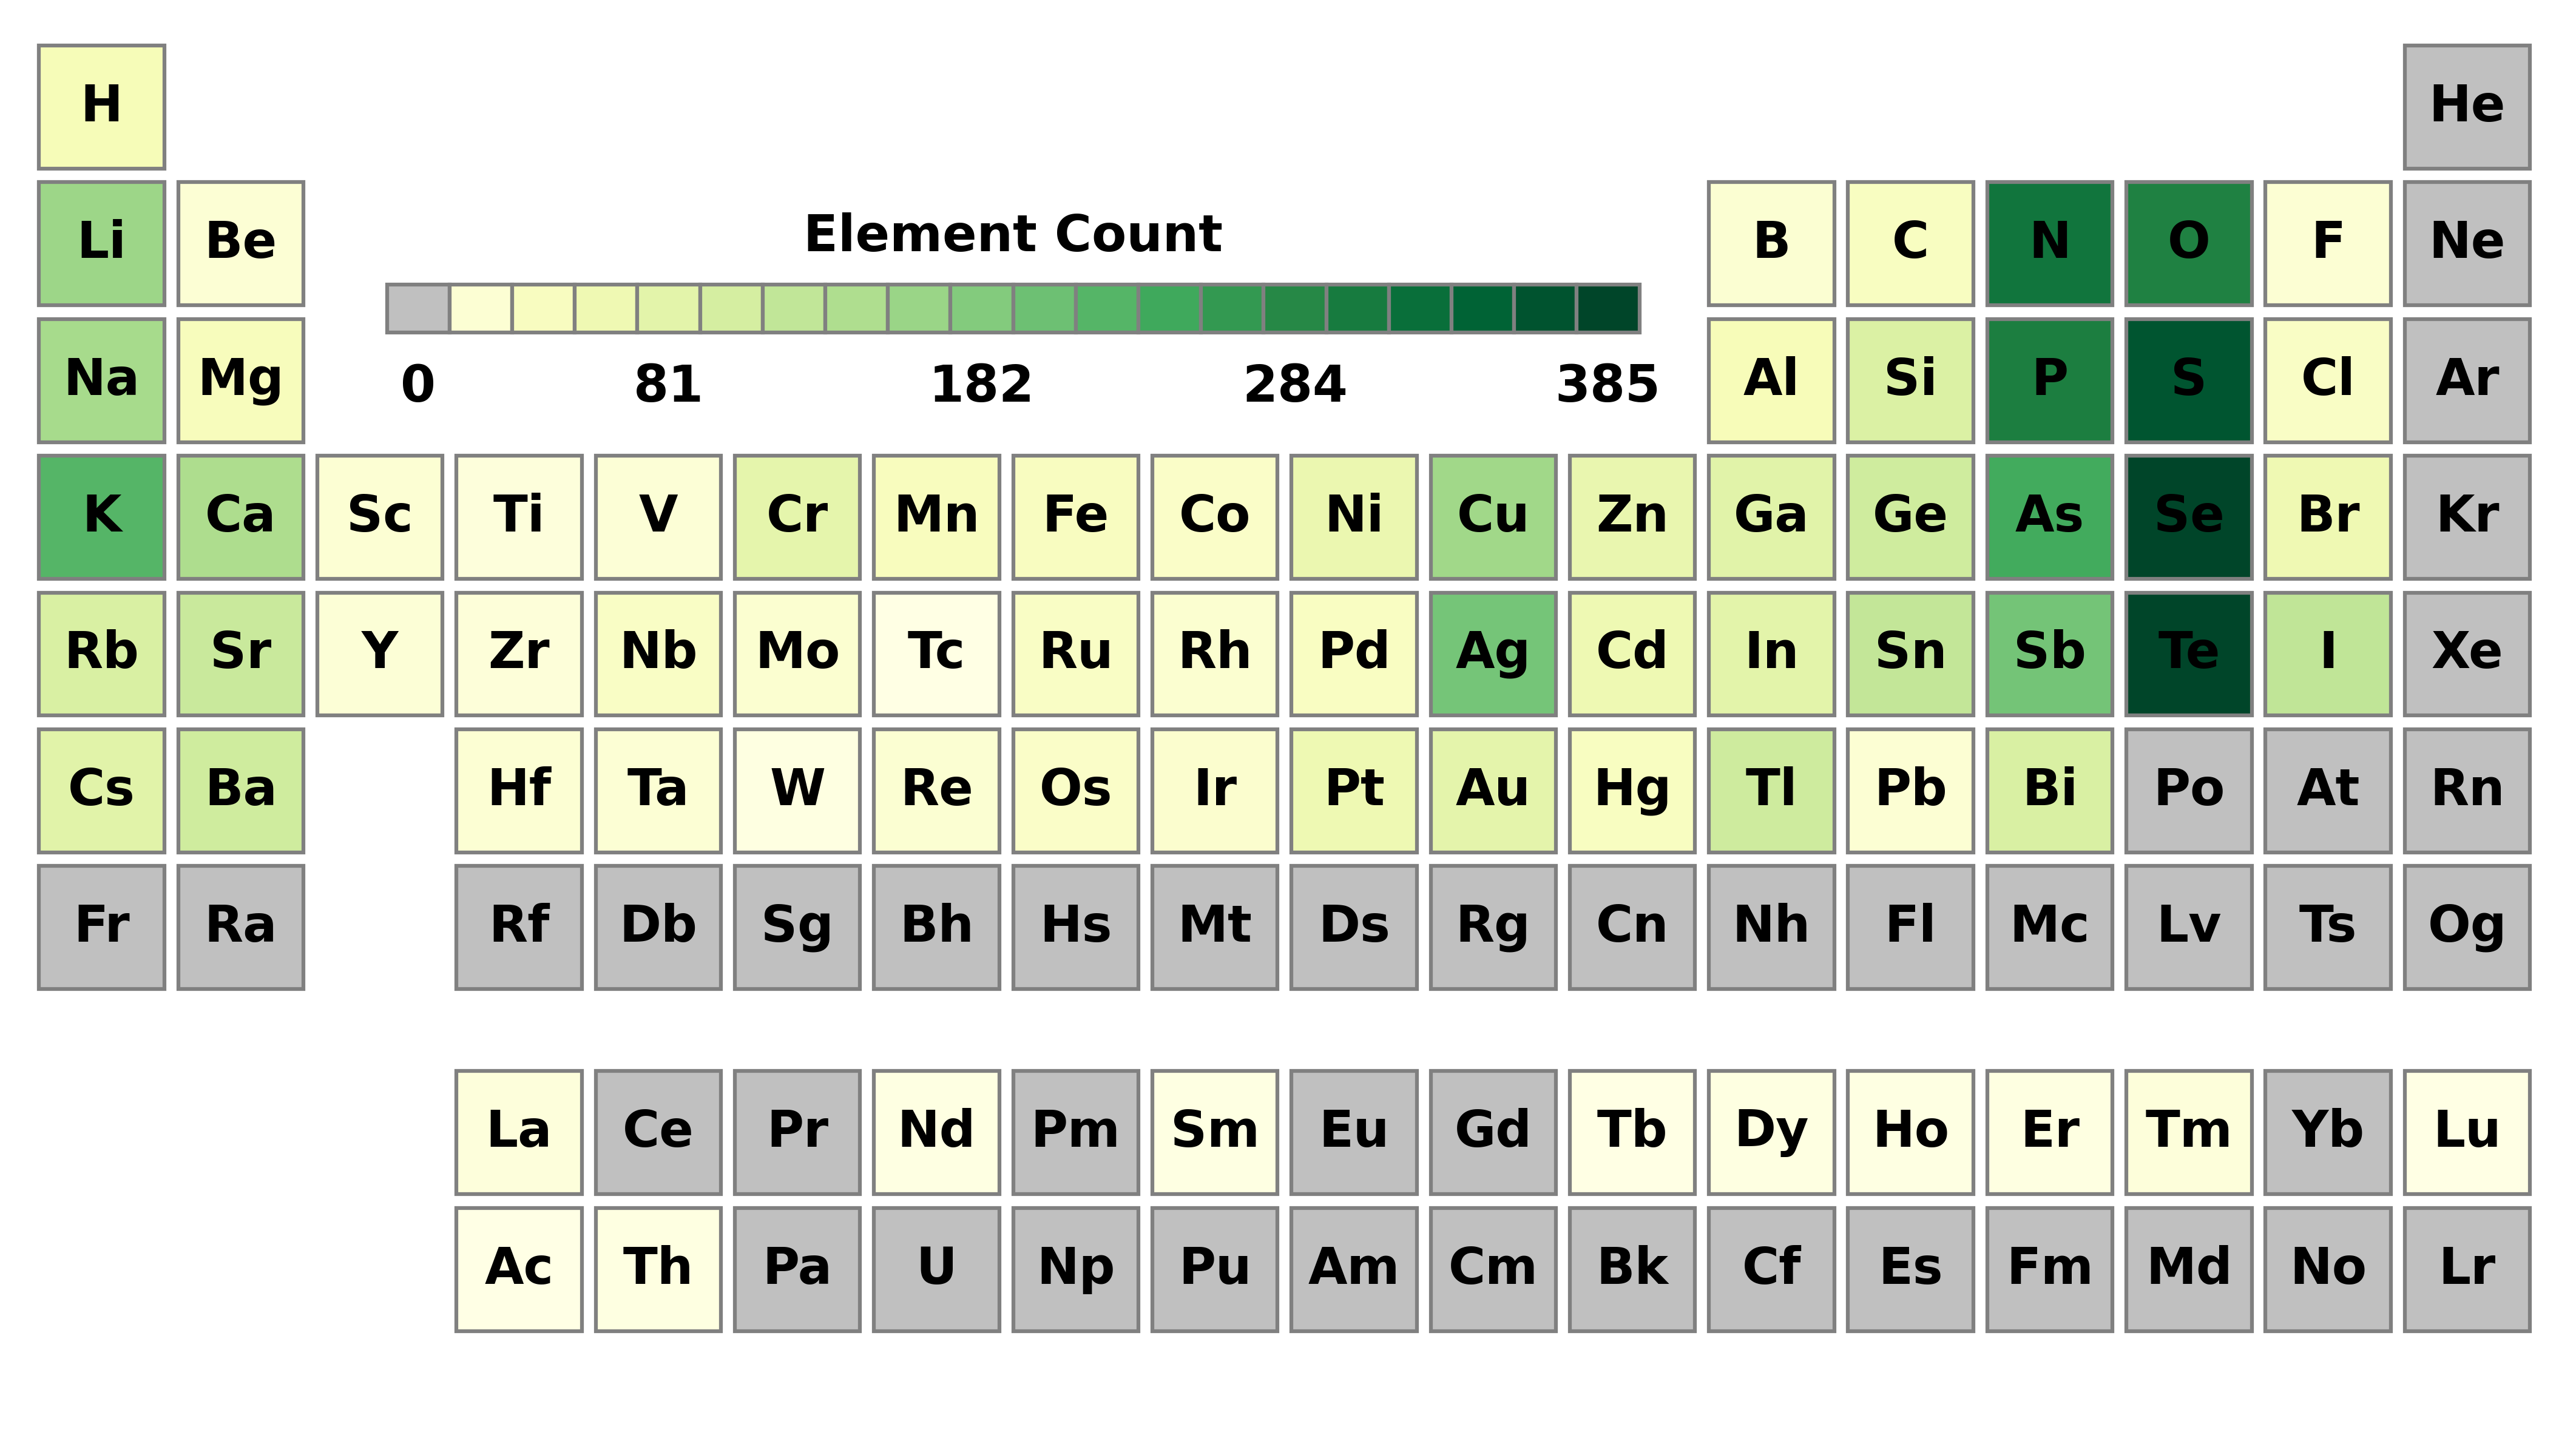 H He
Li Be B C N O F Ne
Element Count
Na Mg Al Si P S Cl Ar
0 81 182 284 385
K Ca Sc Ti V Cr Mn Fe Co Ni Cu Zn Ga Ge As Se Br Kr
Rb Sr Y Zr Nb Mo Tc Ru Rh Pd Ag Cd In Sn Sb Te I Xe
Cs Ba Hf Ta W Re Os Ir Pt Au Hg Tl Pb Bi Po At Rn
Fr Ra Rf Db Sg Bh Hs Mt Ds Rg Cn Nh Fl Mc Lv Ts Og
La Ce Pr Nd Pm Sm Eu Gd Tb Dy Ho Er Tm Yb Lu
Ac Th Pa U Np Pu Am Cm Bk Cf Es Fm Md No Lr